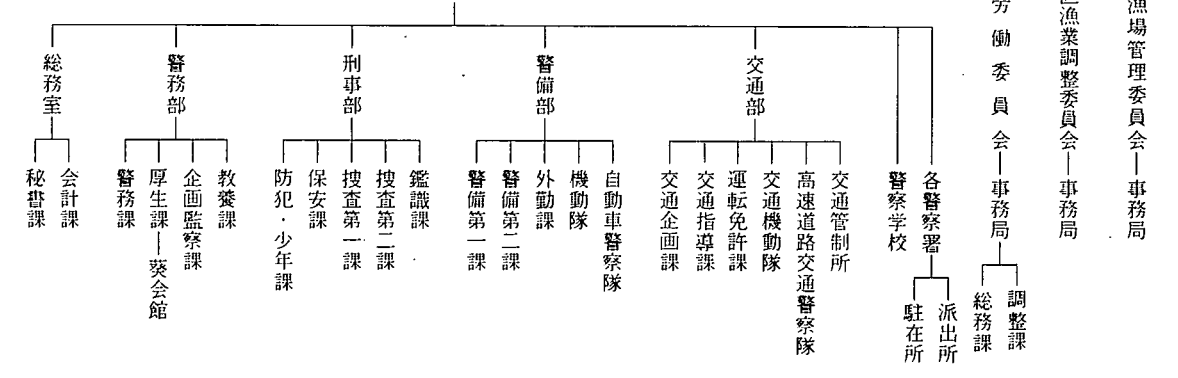 漁場管理委員会―事務局
漁業調整委員会―事務局
労働委員会―事務局
調整課
総務課
各警察署
派出所
駐在所
警察学校
交通部
交通管制所
高速道路交通警察隊
交通機動隊
運転免許課
交通指導課
交通企画課
警備部
自動車警察隊
機動隊
外勤課
警備第二課
警備第一課
刑事部
鑑識課
捜査第二課
捜査第一課
保安課
防犯・少年課
警務部
教養課
企画監察課
厚生課―葵会館
警務課
総務室
会計課
秘書課